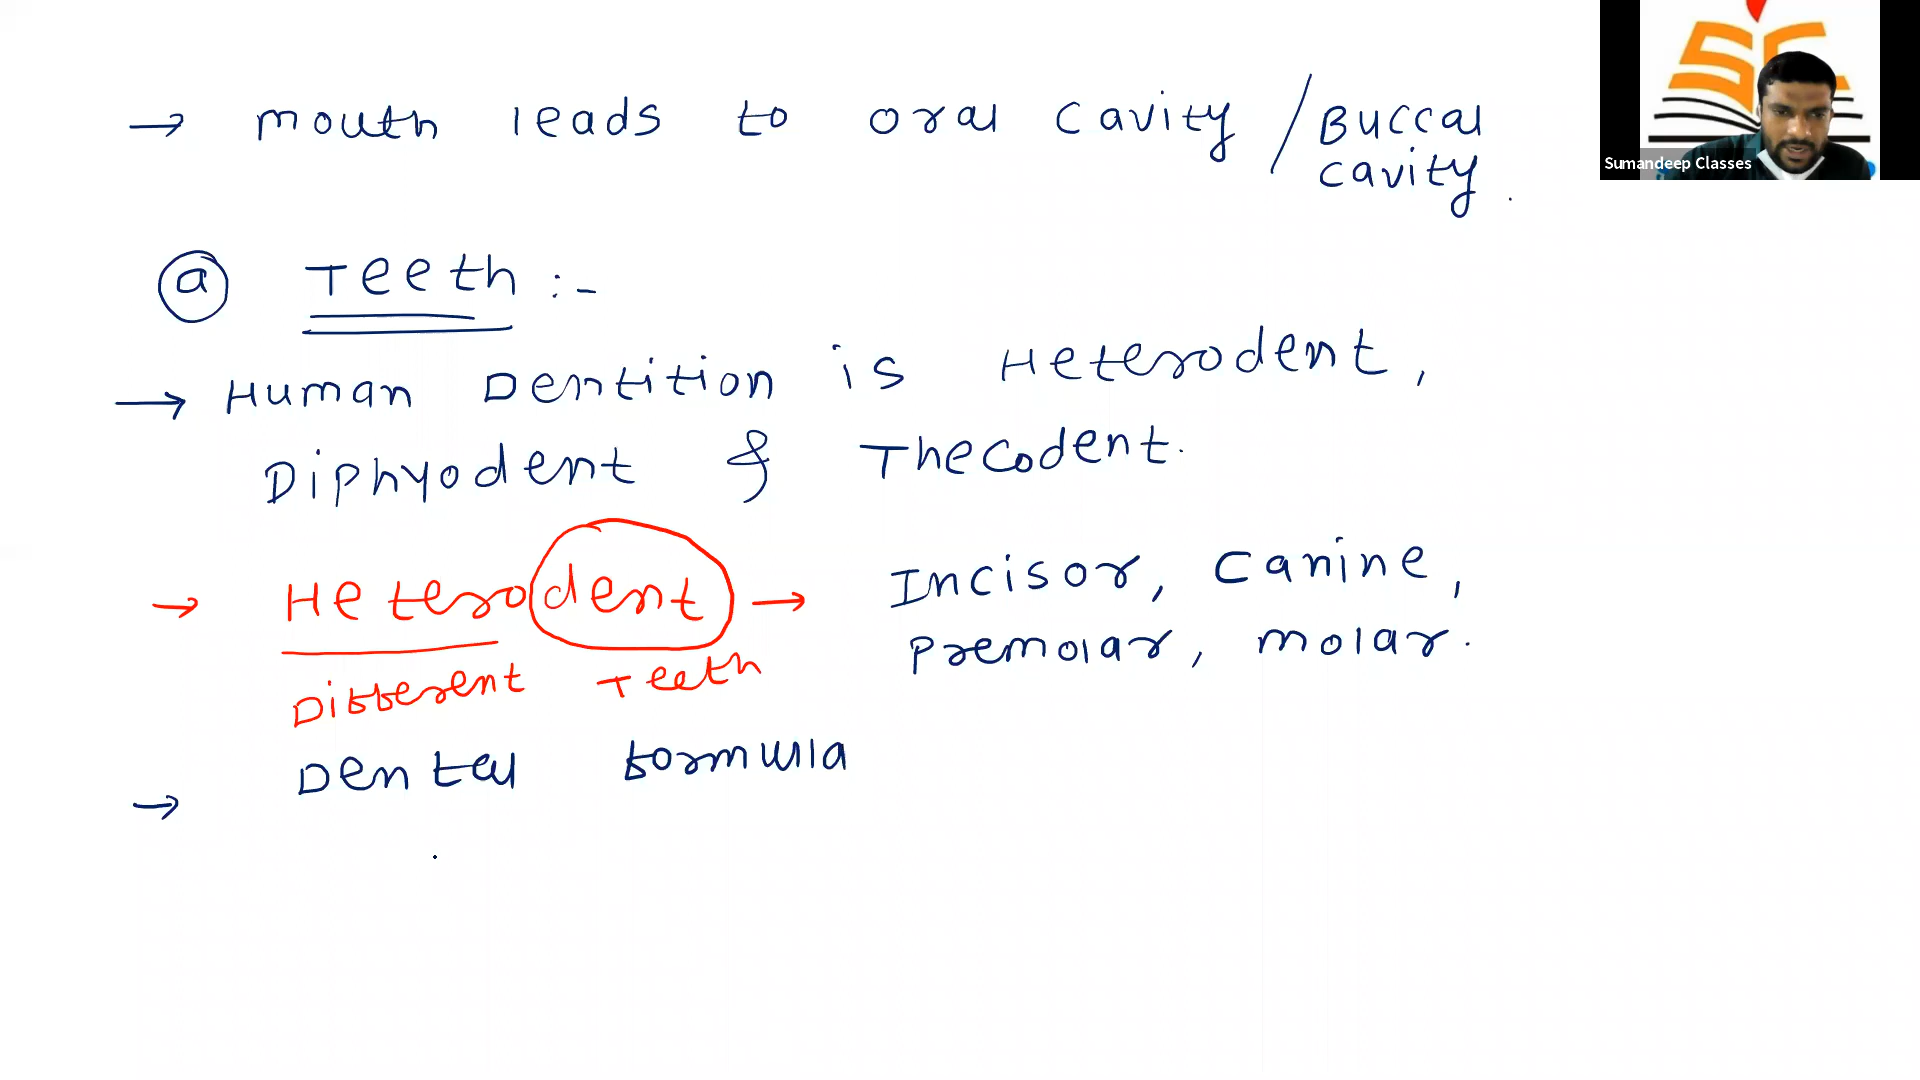 → mouth leads to oral cavity / Buccal
cavity.
Sumandeep Classes
(a) Teeth :-
→ Human Dentition is Heterodent,
Diphyodent & Thecodent.
→ Heterodent → Incisor, Canine,
Premolar, molar.
Different Teeth
→ Dental formula